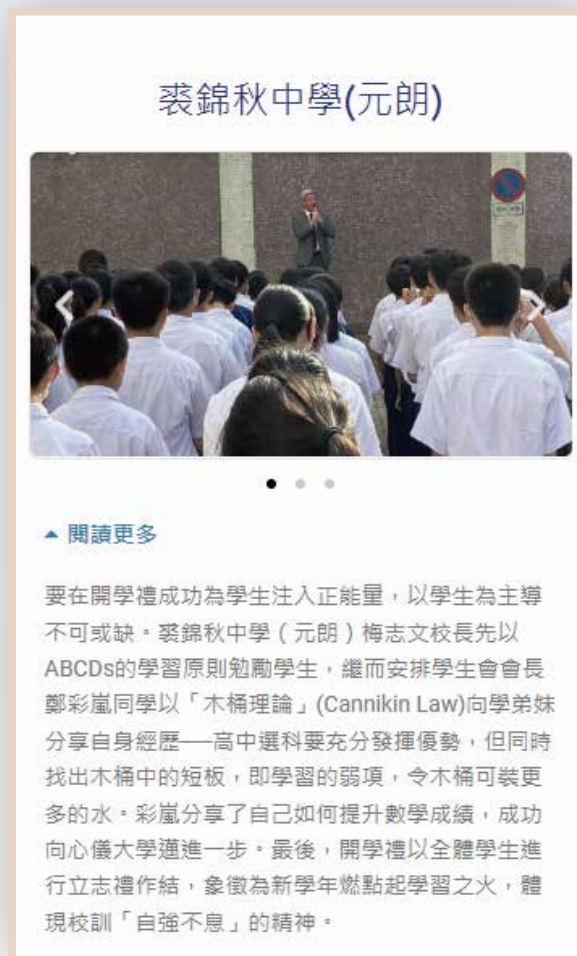 裘錦秋中學(元朗)
閱讀更多
要在開學禮成功為學生注入正能量，以學生為主導
不可或缺。裘錦秋中學（元朗）梅志文校長先以
ABCDs的學習原則勉勵學生，繼而安排學生會會長
鄭彩嵐同學以「木桶理論」(Cannikin Law)向學弟妹
分享自身經歷──高中選科要充分發揮優勢，但同時
找出木桶中的短板，即學習的弱項，令木桶可裝更
多的水。彩嵐分享了自己如何提升數學成績，成功
向心儀大學邁進一步。最後，開學禮以全體學生進
行立志禮作結，象徵為新學年燃點起學習之火，體
現校訓「自強不息」的精神。